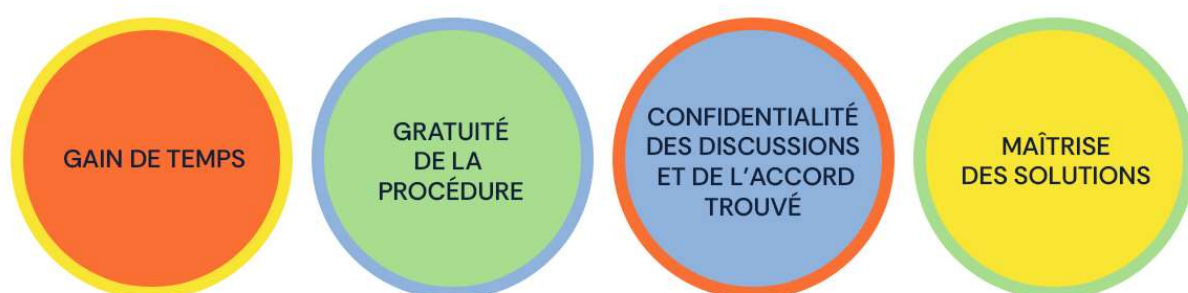 GAIN DE TEMPS
GRATUITÉ
DE LA
PROCÉDURE
CONFIDENTIALITÉ
DES DISCUSSIONS
ET DE L’ACCORD
TROUVÉ
MAÎTRISE
DES SOLUTIONS